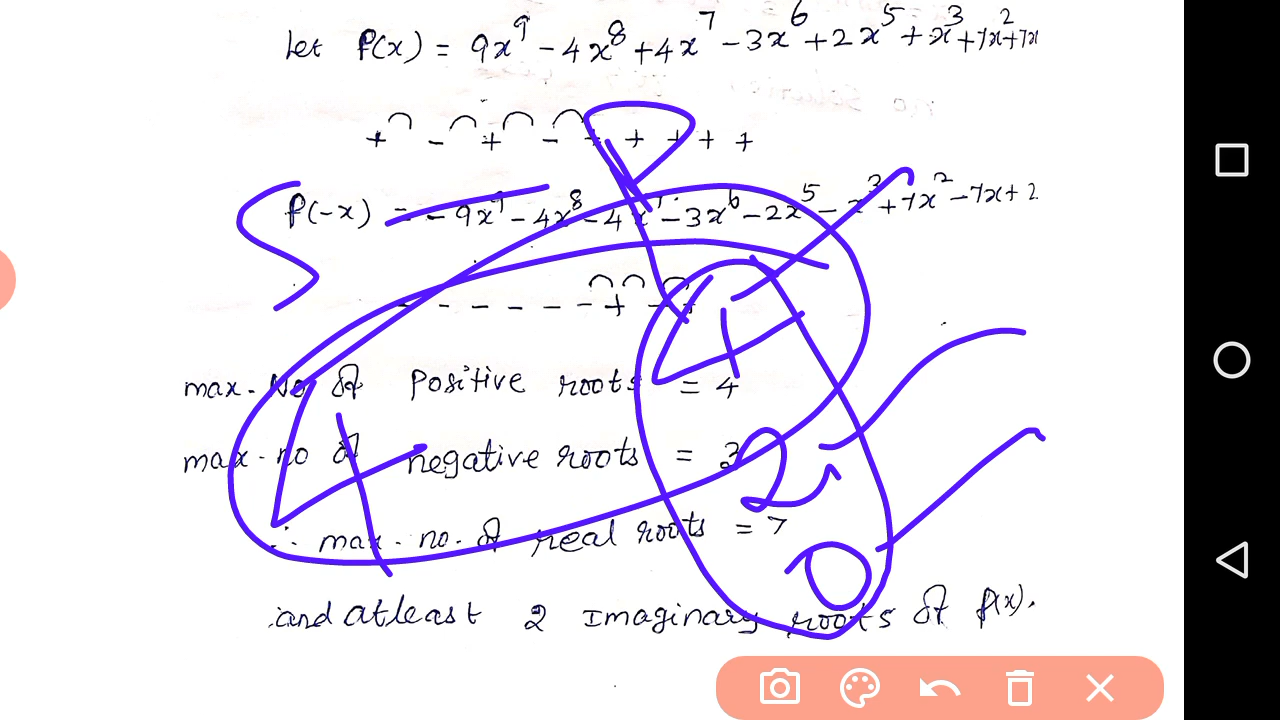 Let f(x) = 9x⁹ - 4x⁸ + 4x⁷ - 3x⁶ + 2x⁵ + x³ + 7x² + 7x
+ - + - + + + + +
f(-x) = - 9x⁹ - 4x⁸ - 4x⁷ - 3x⁶ - 2x⁵ - x³ + 7x² - 7x + 2
- - - - - - + - +
4
max. No of Positive roots = 4
max. no of negative roots = 3
2
4
∴ max. no. of real roots = 7
0
and atleast 2 Imaginary roots of f(x).